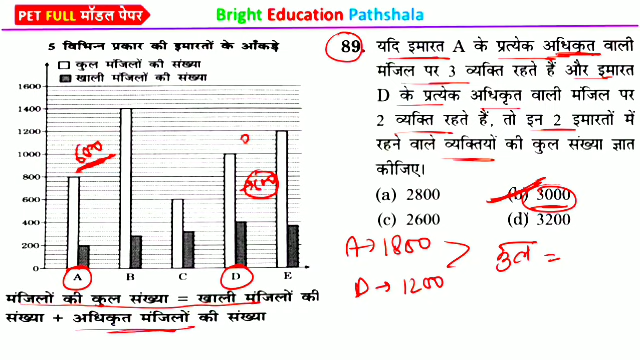 PET FULL मॉडल पेपर
Bright Education Pathshala
5 विभिन्न प्रकार की इमारतों के आँकड़े
कुल मंजिलों की संख्या
खाली मंजिलों की संख्या
1600
1400
1200
1000
800
600
400
200
0
A B C D E
600
0
600
मंजिलों की कुल संख्या = खाली मंजिलों की
संख्या + अधिकृत मंजिलों की संख्या
89. यदि इमारत A के प्रत्येक अधिकृत वाली
मंजिल पर 3 व्यक्ति रहते हैं और इमारत
D के प्रत्येक अधिकृत वाली मंजिल पर
2 व्यक्ति रहते हैं, तो इन 2 इमारतों में
रहने वाले व्यक्तियों की कुल संख्या ज्ञात
कीजिए।
(a) 2800 (b) 3000
(c) 2600 (d) 3200
A→1800
D→1200
कुल =